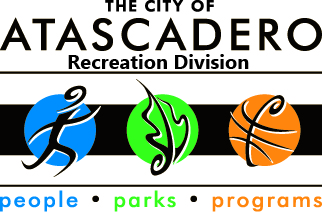 THE CITY OF
ATASCADERO
Recreation Division
people • parks • programs